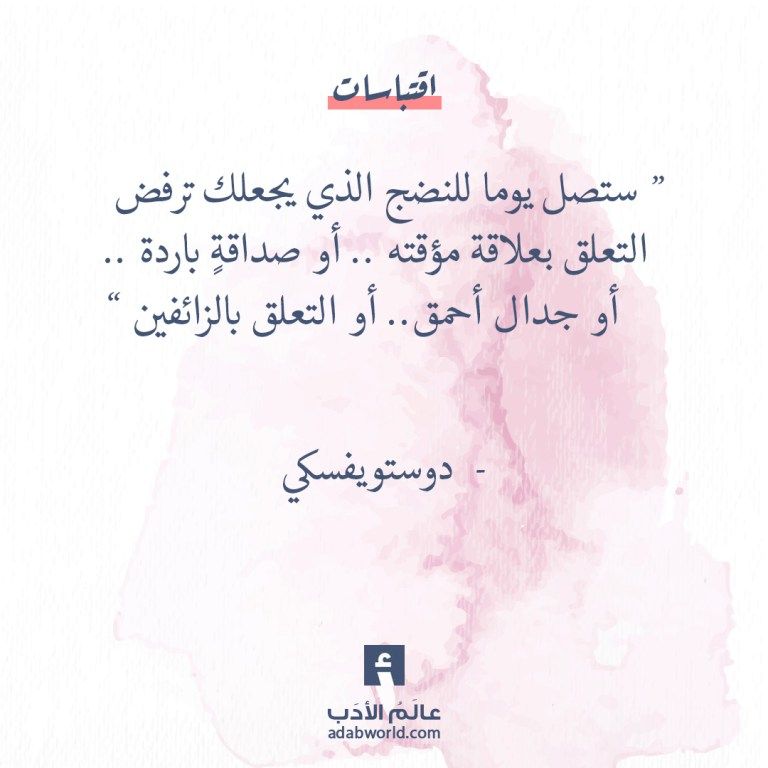 اقتباسات
” ستصل يوما للنضج الذي يجعلك ترفض
التعلق بعلاقة مؤقته .. أو صداقةٍ باردة ..
أو جدال أحمق.. أو التعلق بالزائفين “
- دوستويفسكي
أ
عالَمُ الأدَب
adabworld.com